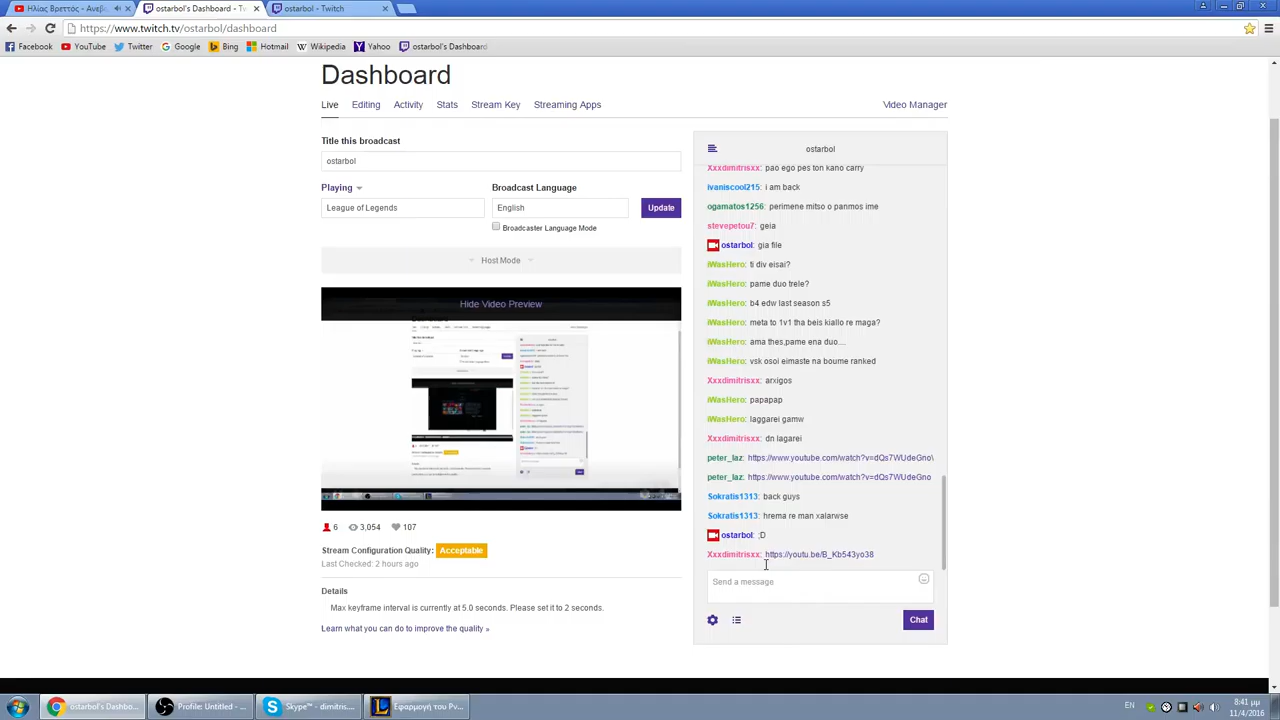 Ηλίας Βρεττός - Ανεβι
ostarbol's Dashboard - Tw
ostarbol - Twitch
https://www.twitch.tv/ostarbol/dashboard
Facebook
YouTube
Twitter
Google
Bing
Hotmail
Wikipedia
Yahoo
ostarbol's Dashboard
Dashboard
Live
Editing
Activity
Stats
Stream Key
Streaming Apps
Video Manager
Title this broadcast
ostarbol
Playing
Broadcast Language
League of Legends
English
Update
Broadcaster Language Mode
Host Mode
Hide Video Preview
6
3,054
107
Stream Configuration Quality:
Acceptable
Last Checked: 2 hours ago
Details
Max keyframe interval is currently at 5.0 seconds. Please set it to 2 seconds.
Learn what you can do to improve the quality »
ostarbol
Xxxdimitrisxx: pao ego pes ton kano carry
ivaniscool215: i am back
ogamatos1256: perimene mitso o panmos ime
stevepetou7: geia
ostarbol: gia file
iWasHero: ti div eisai?
iWasHero: pame duo trele?
iWasHero: b4 edw last season s5
iWasHero: meta to 1v1 tha beis kiallo re maga?
iWasHero: ama thes,pame ena duo....
iWasHero: vsk osoi eimaste na boume ranked
Xxxdimitrisxx: arxigos
iWasHero: papapap
iWasHero: laggarei gamw
Xxxdimitrisxx: dn lagarei
peter_laz: https://www.youtube.com/watch?v=dQs7WUdeGno\
peter_laz: https://www.youtube.com/watch?v=dQs7WUdeGno
Sokratis1313: back guys
Sokratis1313: hrema re man xalarwse
ostarbol: ;D
Xxxdimitrisxx: https://youtu.be/B_Kb543yo38
Send a message
Chat
ostarbol's Dashbo...
Profile: Untitled - ...
Skype™ - dimitris....
Εφαρμογή του Pv...
EN
8:41 μμ
11/4/2016